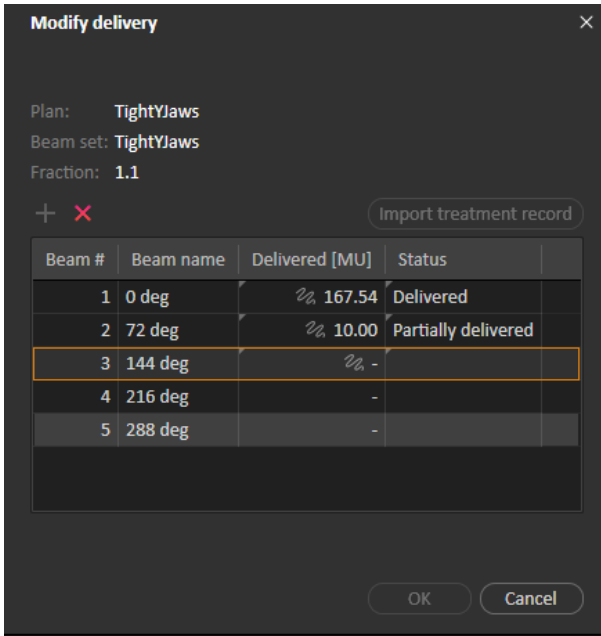 Modify delivery
Plan: TightYJaws
Beam set: TightYJaws
Fraction: 1.1
Import treatment record
Beam # Beam name Delivered [MU] Status
1 0 deg 167.54 Delivered
2 72 deg 10.00 Partially delivered
3 144 deg -
4 216 deg -
5 288 deg -
OK Cancel